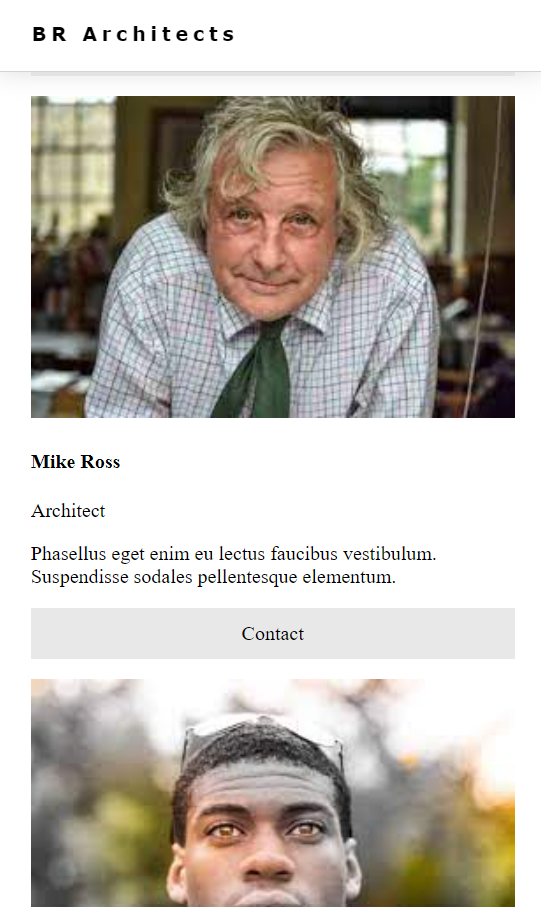 BR Architects
Mike Ross
Architect
Phasellus eget enim eu lectus faucibus vestibulum.
Suspendisse sodales pellentesque elementum.
Contact